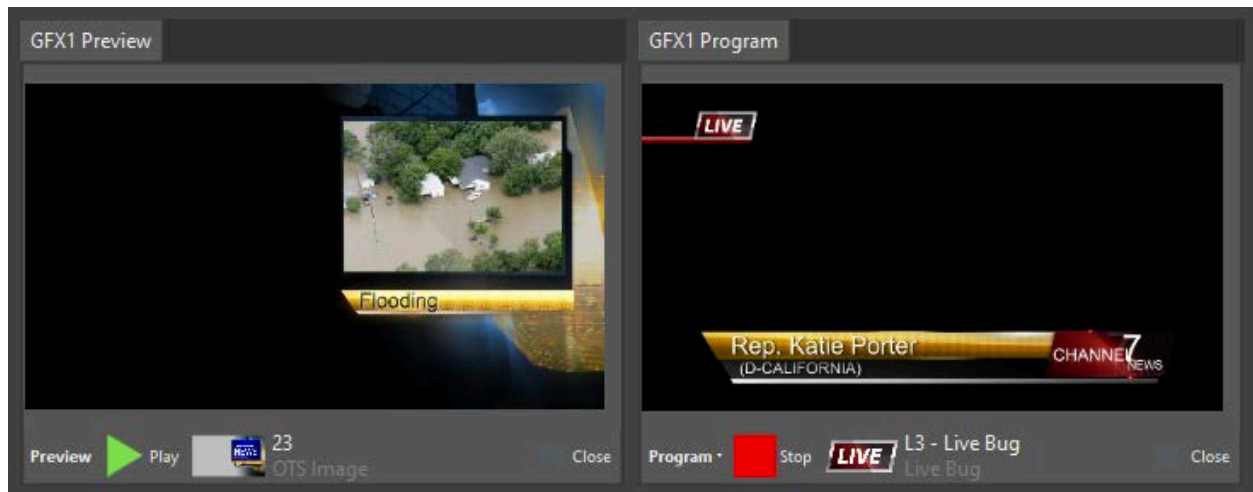 GFX1 Preview
Flooding
Preview
Play
NEWS
23
OTS Image
Close
GFX1 Program
LIVE
Rep. Katie Porter
(D-CALIFORNIA)
CHANNEL 7
NEWS
Program
Stop
LIVE
L3 - Live Bug
Live Bug
Close